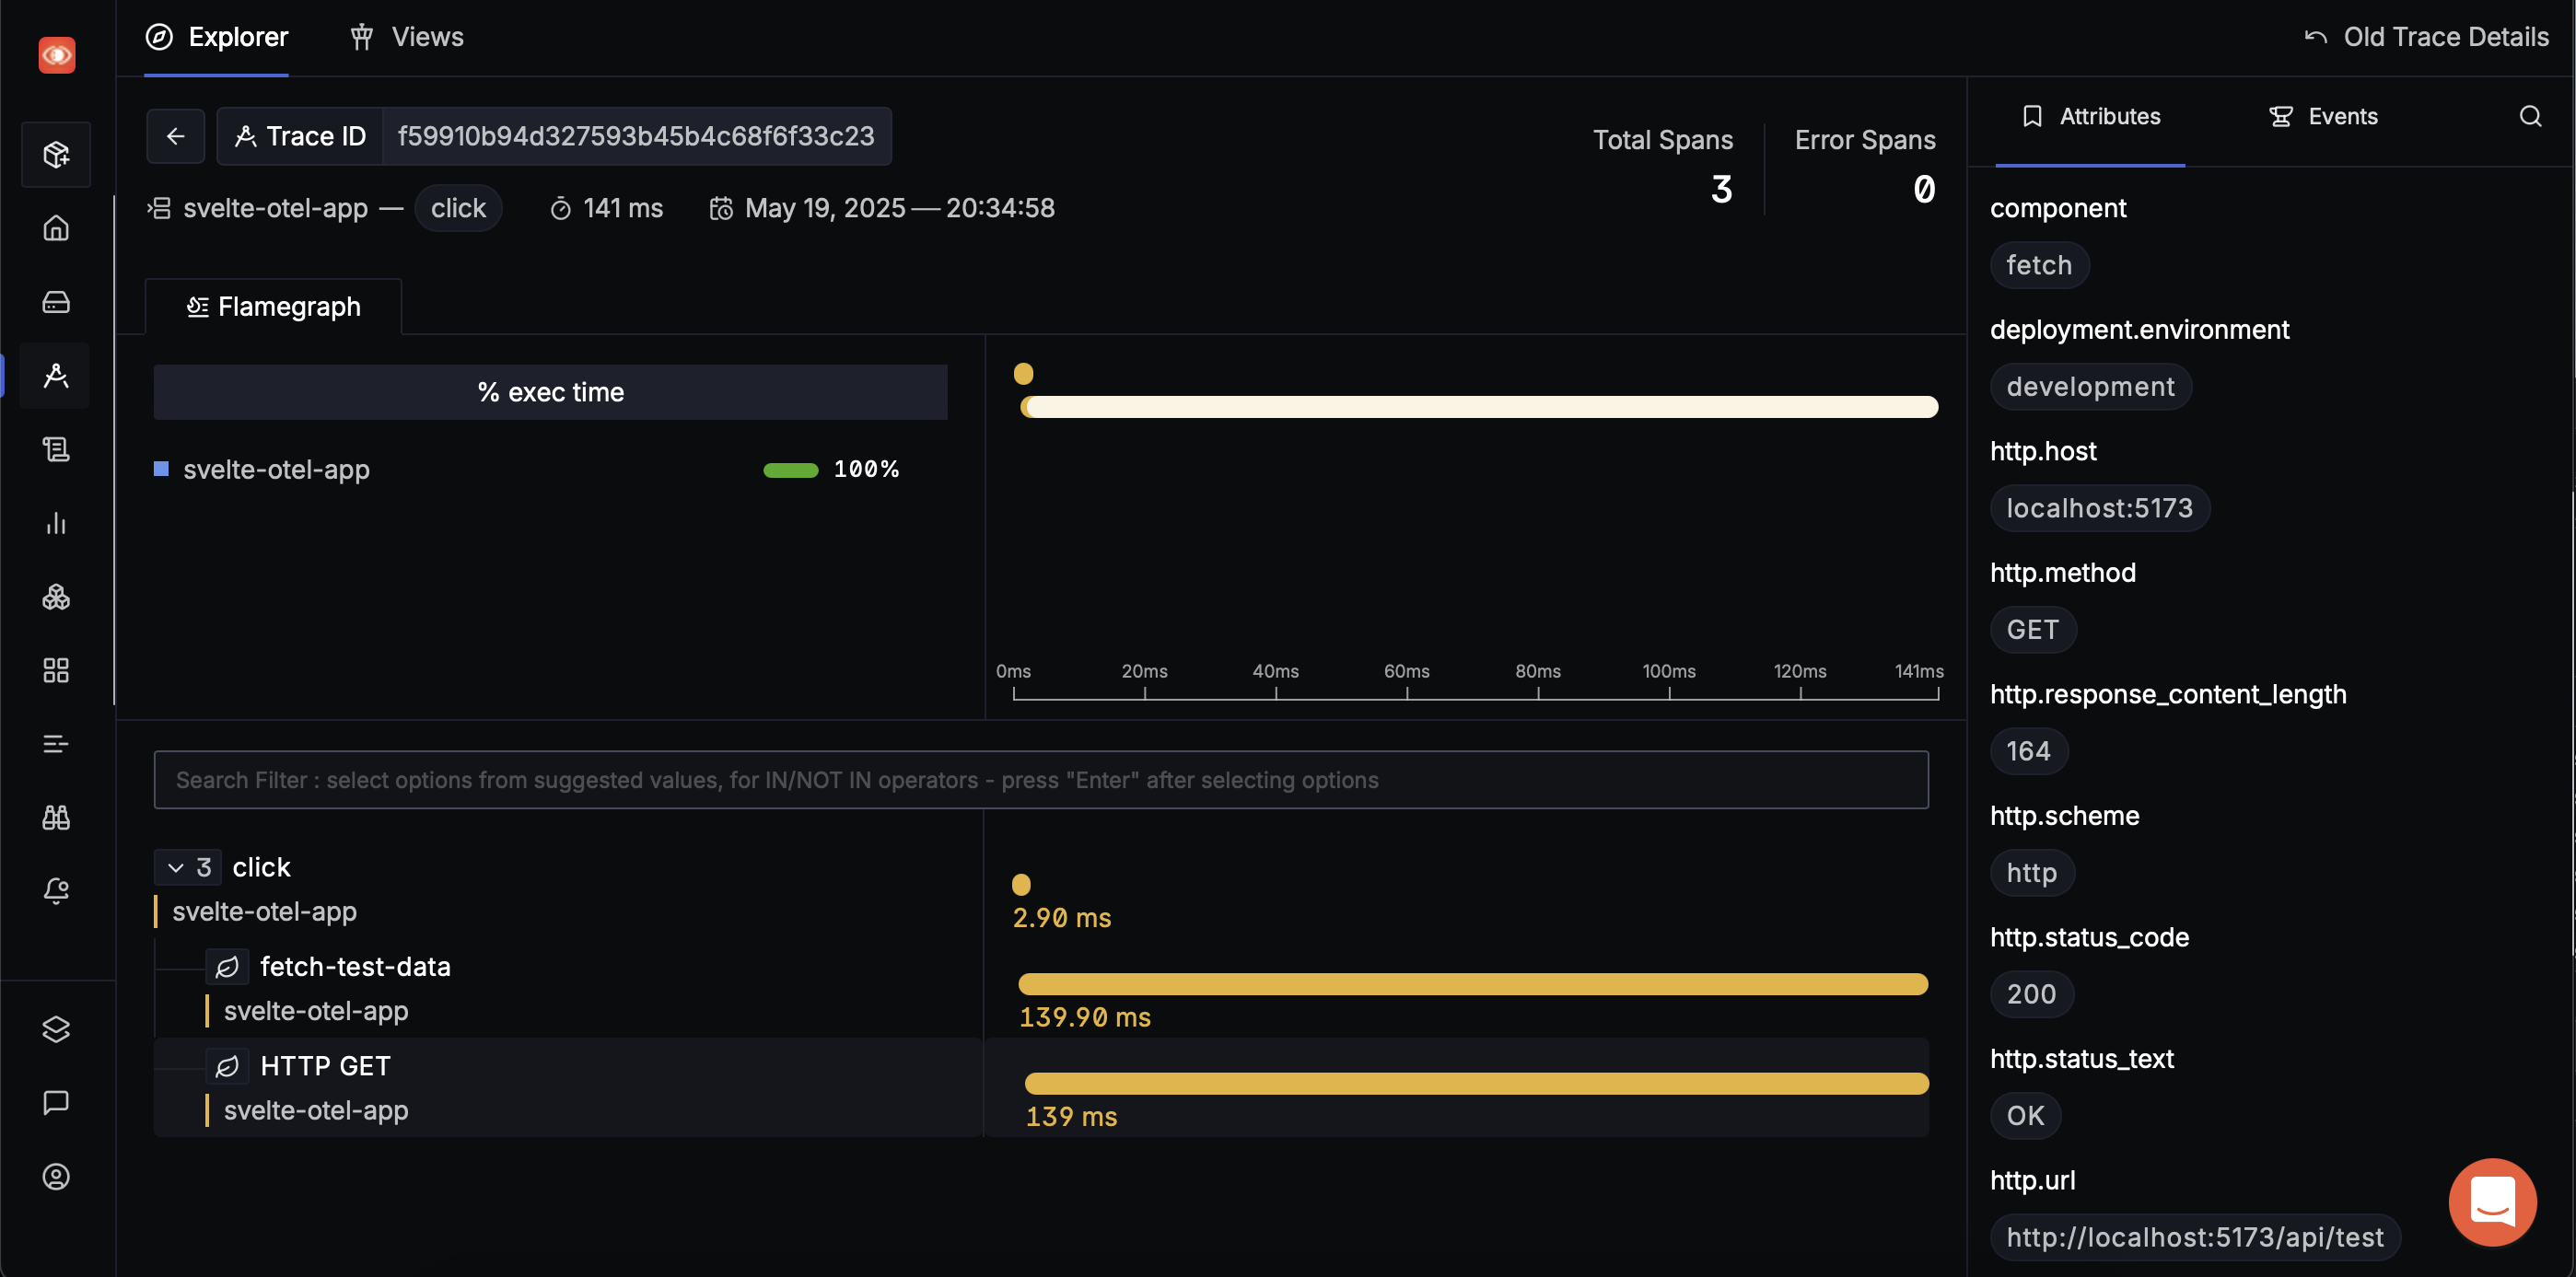 Explorer
Views
Old Trace Details
Trace ID
f59910b94d327593b45b4c68f6f33c23
Total Spans
3
Error Spans
0
svelte-otel-app — click
141 ms
May 19, 2025 — 20:34:58
Flamegraph
% exec time
svelte-otel-app
100%
0ms
20ms
40ms
60ms
80ms
100ms
120ms
141ms
Search Filter : select options from suggested values, for IN/NOT IN operators - press "Enter" after selecting options
3 click
svelte-otel-app
2.90 ms
fetch-test-data
svelte-otel-app
139.90 ms
HTTP GET
svelte-otel-app
139 ms
Attributes
Events
component
fetch
deployment.environment
development
http.host
localhost:5173
http.method
GET
http.response_content_length
164
http.scheme
http
http.status_code
200
http.status_text
OK
http.url
http://localhost:5173/api/test